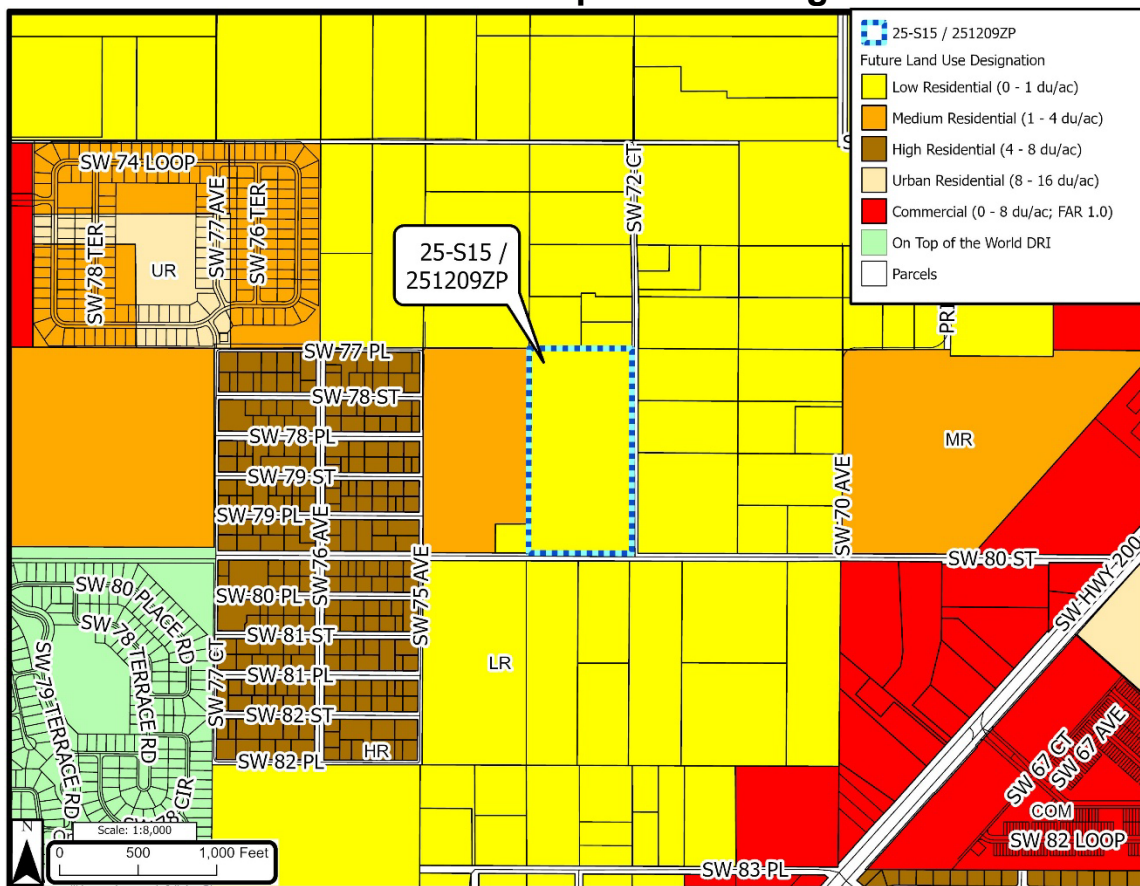 25-S15 / 251209ZP
Future Land Use Designation
Low Residential (0 - 1 du/ac)
Medium Residential (1 - 4 du/ac)
High Residential (4 - 8 du/ac)
Urban Residential (8 - 16 du/ac)
Commercial (0 - 8 du/ac; FAR 1.0)
On Top of the World DRI
Parcels
SW 74 LOOP
SW 72 CT
SW 77 AVE
SW 76 TER
SW 78 TER
UR
25-S15 /
251209ZP
PRI
SW 77 PL
SW 78 ST
SW 78 PL
SW 79 ST
SW 79 PL
SW 76 AVE
SW 75 AVE
MR
SW 70 AVE
SW 80 ST
SW HWY 200
SW 80 PLACE RD
SW 78 TERRACE RD
SW 79 TERRACE RD
SW 77 CT
SW 80 PL
SW 81 ST
SW 81 PL
SW 82 ST
SW 82 PL
HR
LR
CIR
SW 67 CT
SW 67 AVE
COM
SW 82 LOOP
SW 83 PL
N
Scale: 1:8,000
0 500 1,000 Feet